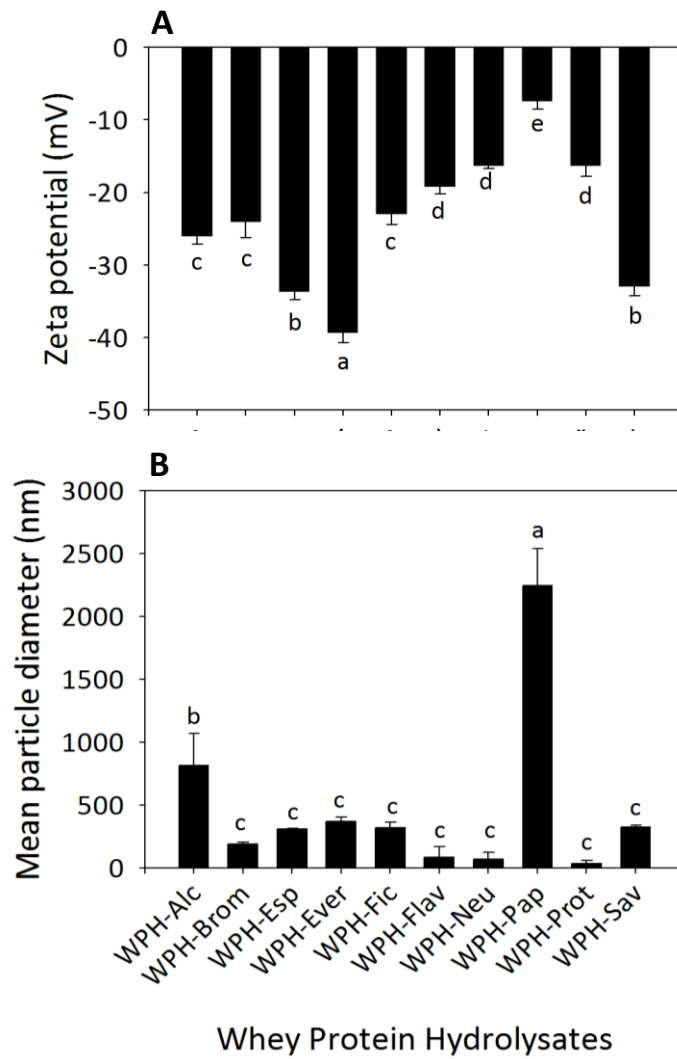 A
Zeta potential (mV)
0
-10
-20
-30
-40
-50
c
c
b
a
c
d
d
e
d
b
B
Mean particle diameter (nm)
3000
2500
2000
1500
1000
500
0
b
c
c
c
c
c
c
a
c
c
WPH-Alc
WPH-Brom
WPH-Esp
WPH-Ever
WPH-Fic
WPH-Flav
WPH-Neu
WPH-Pap
WPH-Prot
WPH-Sav
Whey Protein Hydrolysates